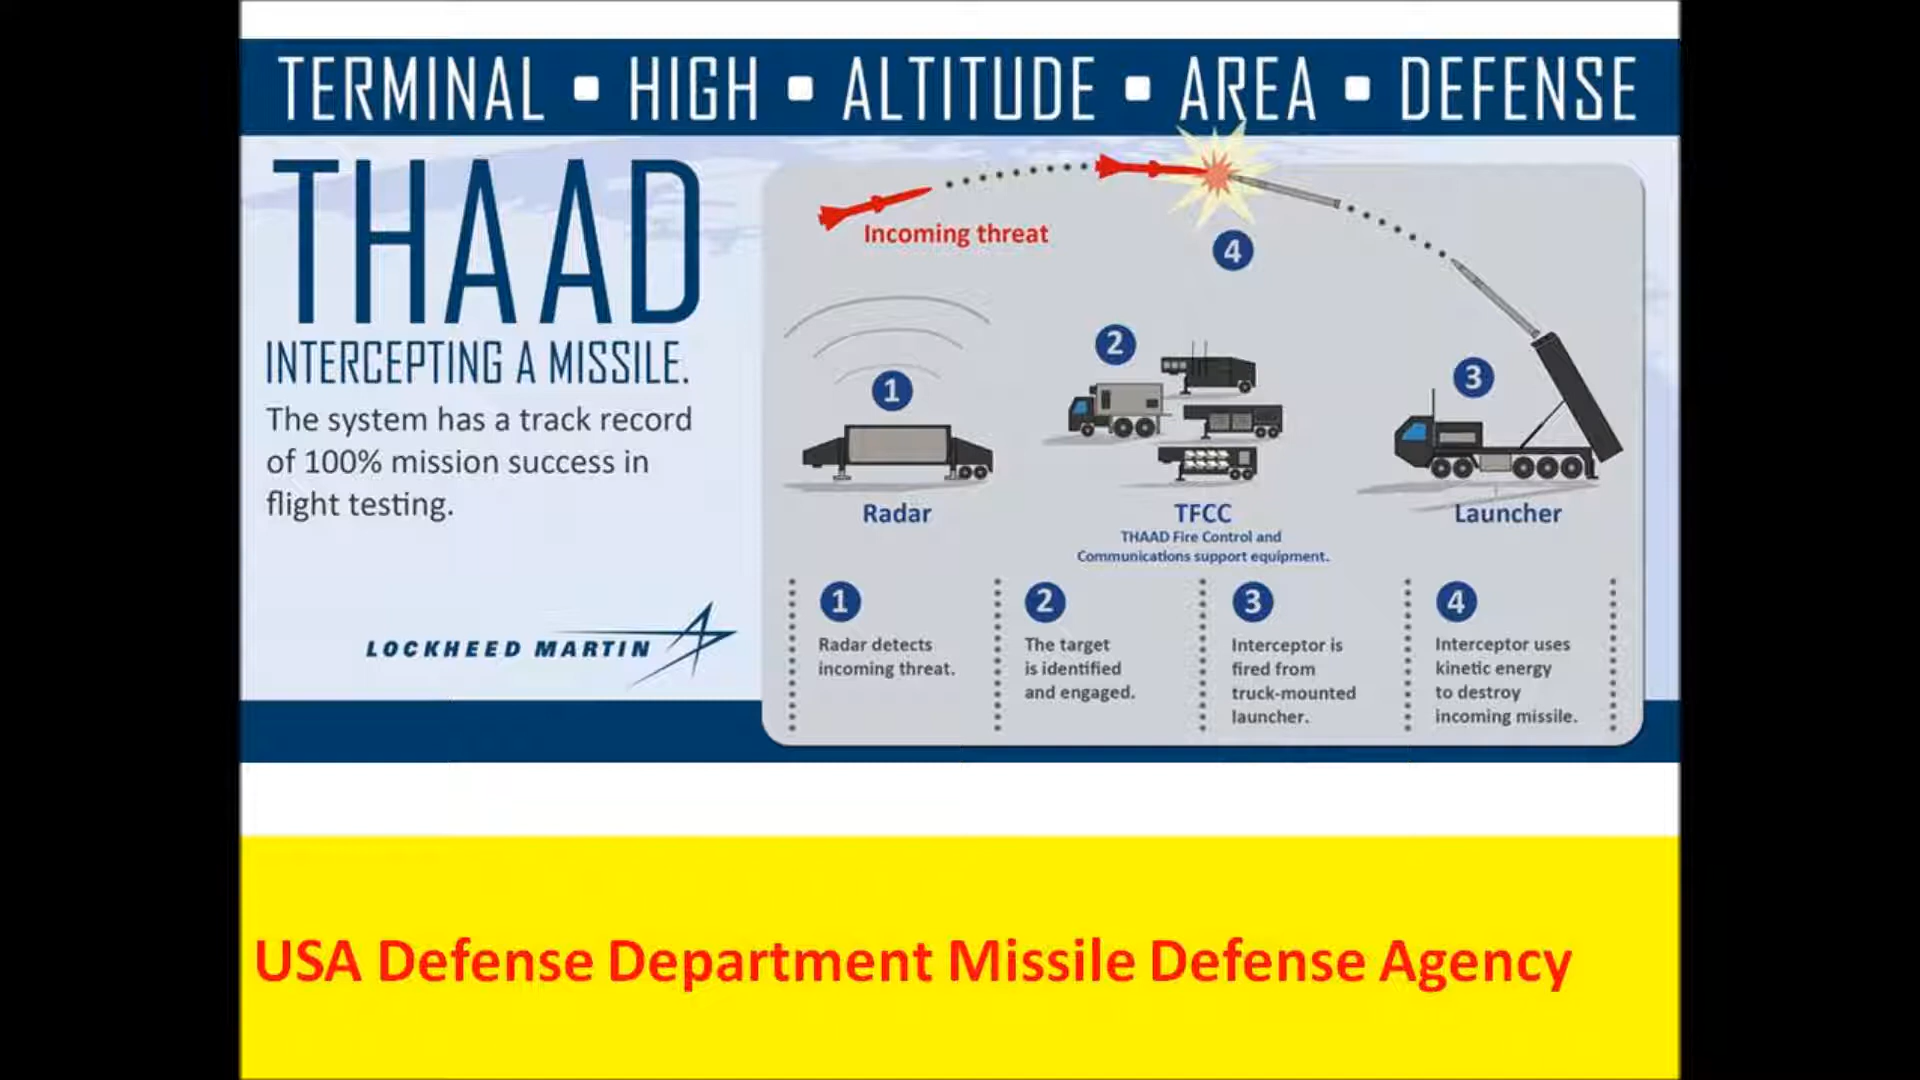 TERMINAL ▪ HIGH ▪ ALTITUDE ▪ AREA ▪ DEFENSE
THAAD
INTERCEPTING A MISSILE.
The system has a track record
of 100% mission success in
flight testing.
LOCKHEED MARTIN
Incoming threat
4
1
2
3
Radar
TFCC
THAAD Fire Control and
Communications support equipment.
Launcher
1
Radar detects
incoming threat.
2
The target
is identified
and engaged.
3
Interceptor is
fired from
truck-mounted
launcher.
4
Interceptor uses
kinetic energy
to destroy
incoming missile.
USA Defense Department Missile Defense Agency